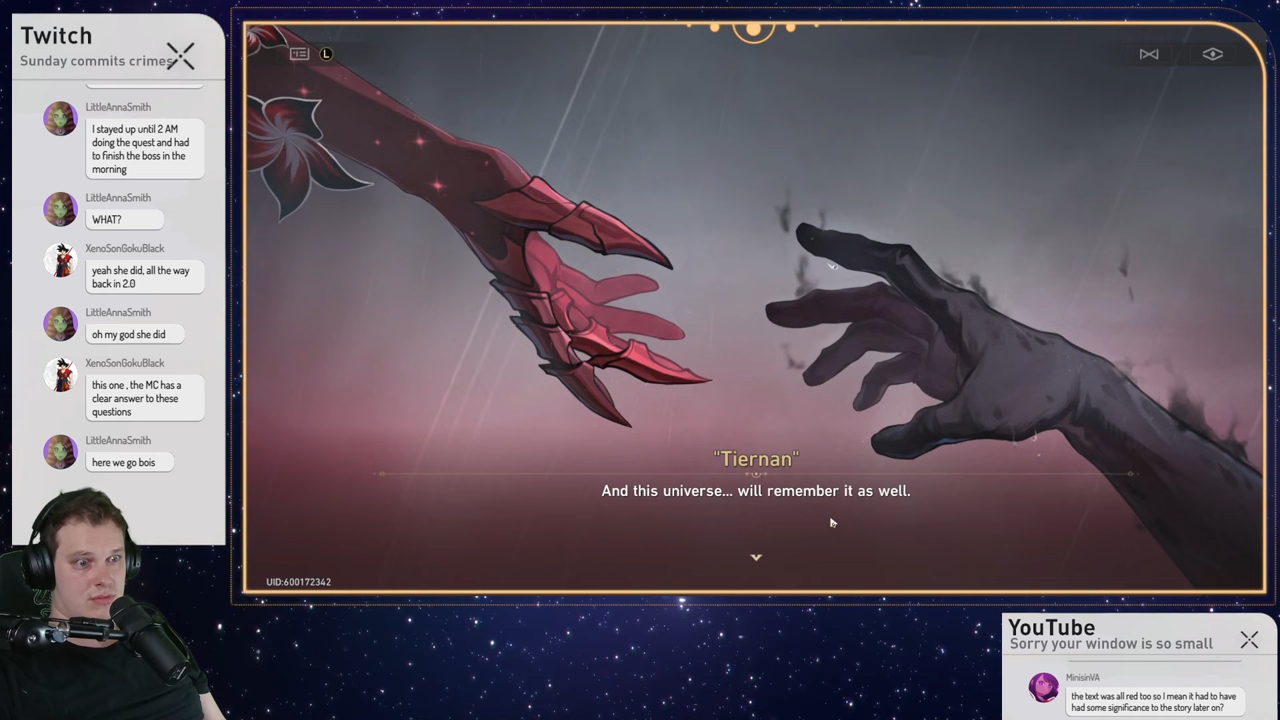 Twitch
Sunday commits crimes
LittleAnnaSmith
I stayed up until 2 AM
doing the quest and had
to finish the boss in the
morning
LittleAnnaSmith
WHAT?
XenoSonGokuBlack
yeah she did, all the way
back in 2.0
LittleAnnaSmith
oh my god she did
XenoSonGokuBlack
this one , the MC has a
clear answer to these
questions
LittleAnnaSmith
here we go bois
L
"Tiernan"
And this universe... will remember it as well.
UID:600172342
YouTube
Sorry your window is so small
MinisinVA
the text was all red too so I mean it had to have
had some significance to the story later on?